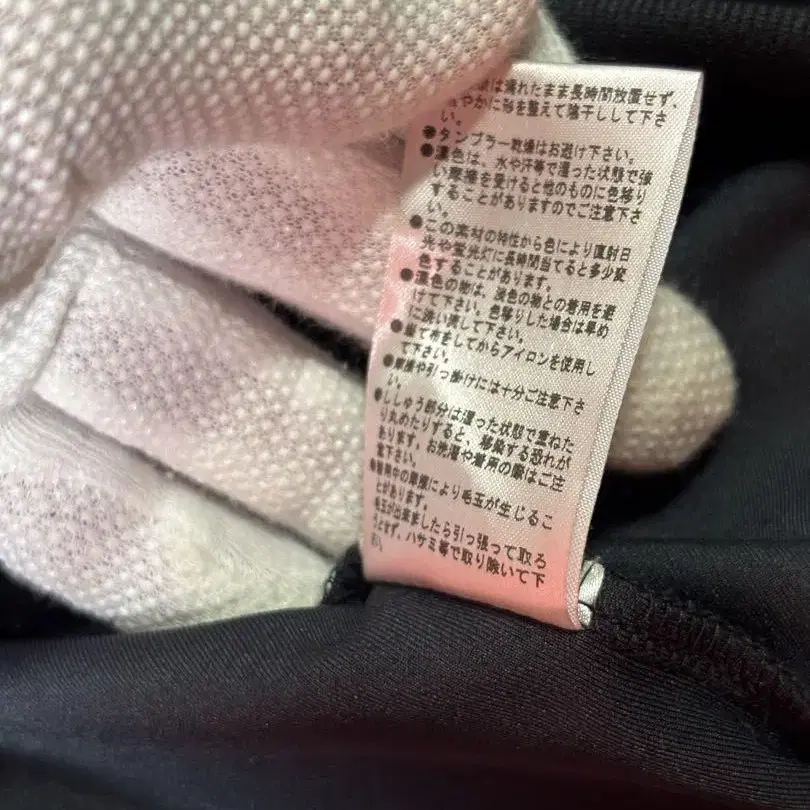 は濡れたまま長時間放置せず、
やかに形を整えて陰干しして下さ
い。
●タンブラー乾燥はお避け下さい。
●濃色は、水や汗等で湿った状態で強
い摩擦を受けると他のものに色移り
することがありますのでご注意下さ
い。
●この素材の特性から色により直射日
光や蛍光灯に長時間当てると多少変
色することがあります。
●濃色の物は、淡色の物との着用を避
けて下さい。色移りした場合は早め
に洗い流して下さい。
●当て布をしてからアイロンを使用し
て下さい。
●摩擦や引っ掛けには十分ご注意下さ
い。
●ししゅう部分は湿った状態で重ねた
り丸めたりすると、移染する恐れが
あります。お洗濯や着用の際はご注
意下さい。
●着用中の摩擦により毛玉が生じるこ
とがあります。
毛玉が出来ましたら引っ張って取ろ
うとせず、ハサミ等で取り除いて下
さい